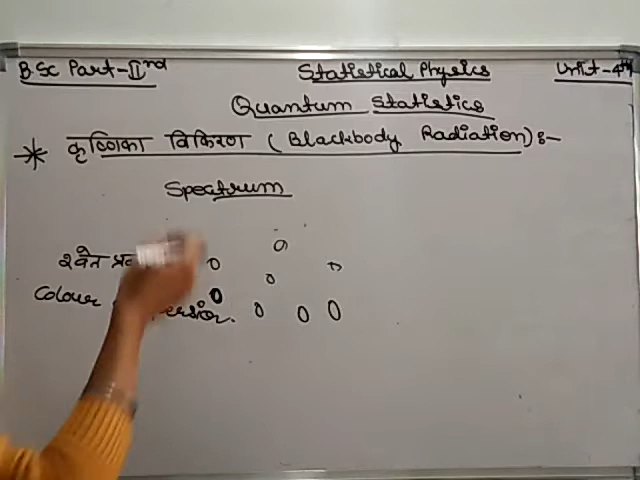 B.Sc Part-IInd Statistical Physics Unit-4th
Quantum Statistics
* कृष्णिका विकिरण (Blackbody Radiation):-
Spectrum
श्वेत
Colour